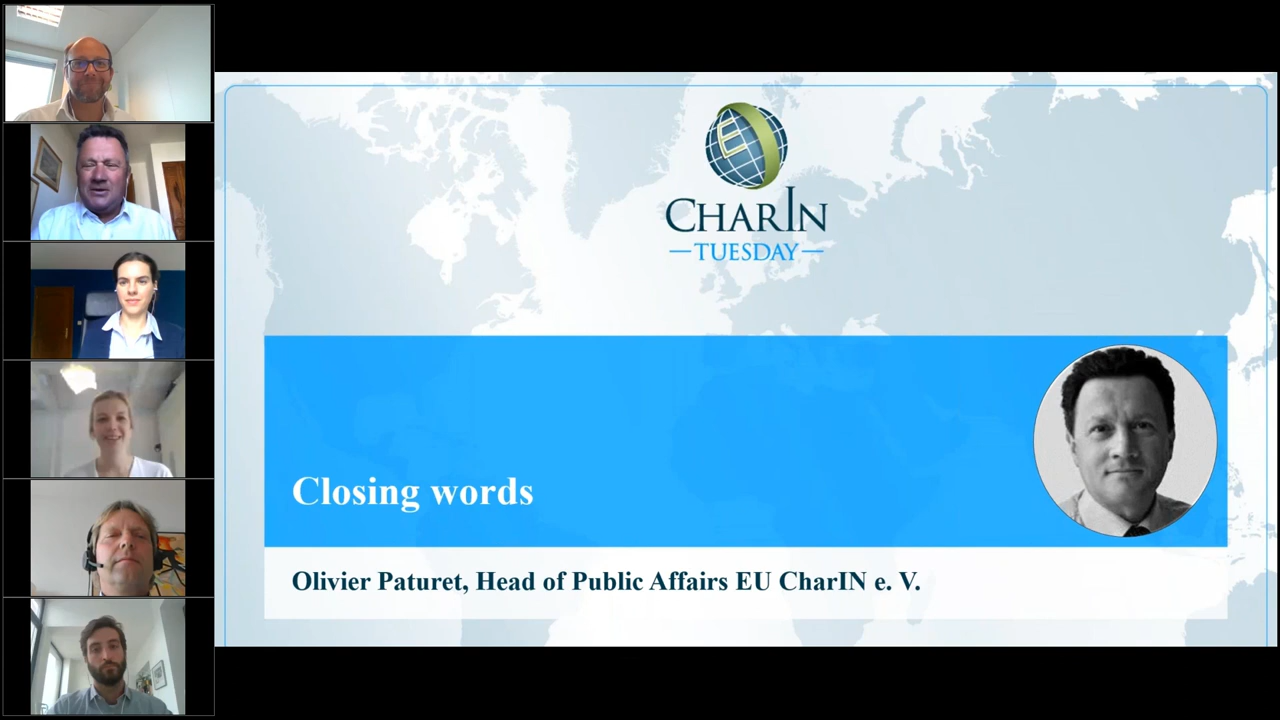 CHARIN
TUESDAY
Closing words
Olivier Paturet, Head of Public Affairs EU CharIN e. V.